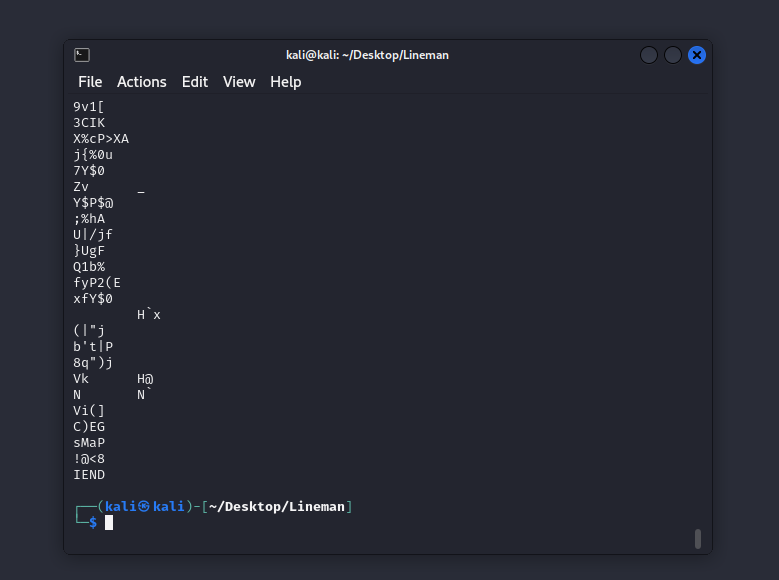 kali@kali: ~/Desktop/Lineman
File Actions Edit View Help
9v1[
3CIK
X%cP>XA
j{%0u
7Y$0
Zv      _
Y$P$@
;%hA
U|/jf
}UgF
Q1b%
fyP2(E
xfY$0
        H`x
(|"j
b't|P
8q")j
Vk      H@
N       N`
Vi(]
C)EG
sMaP
!@<8
IEND
┌──(kali㉿kali)-[~/Desktop/Lineman]
└─$